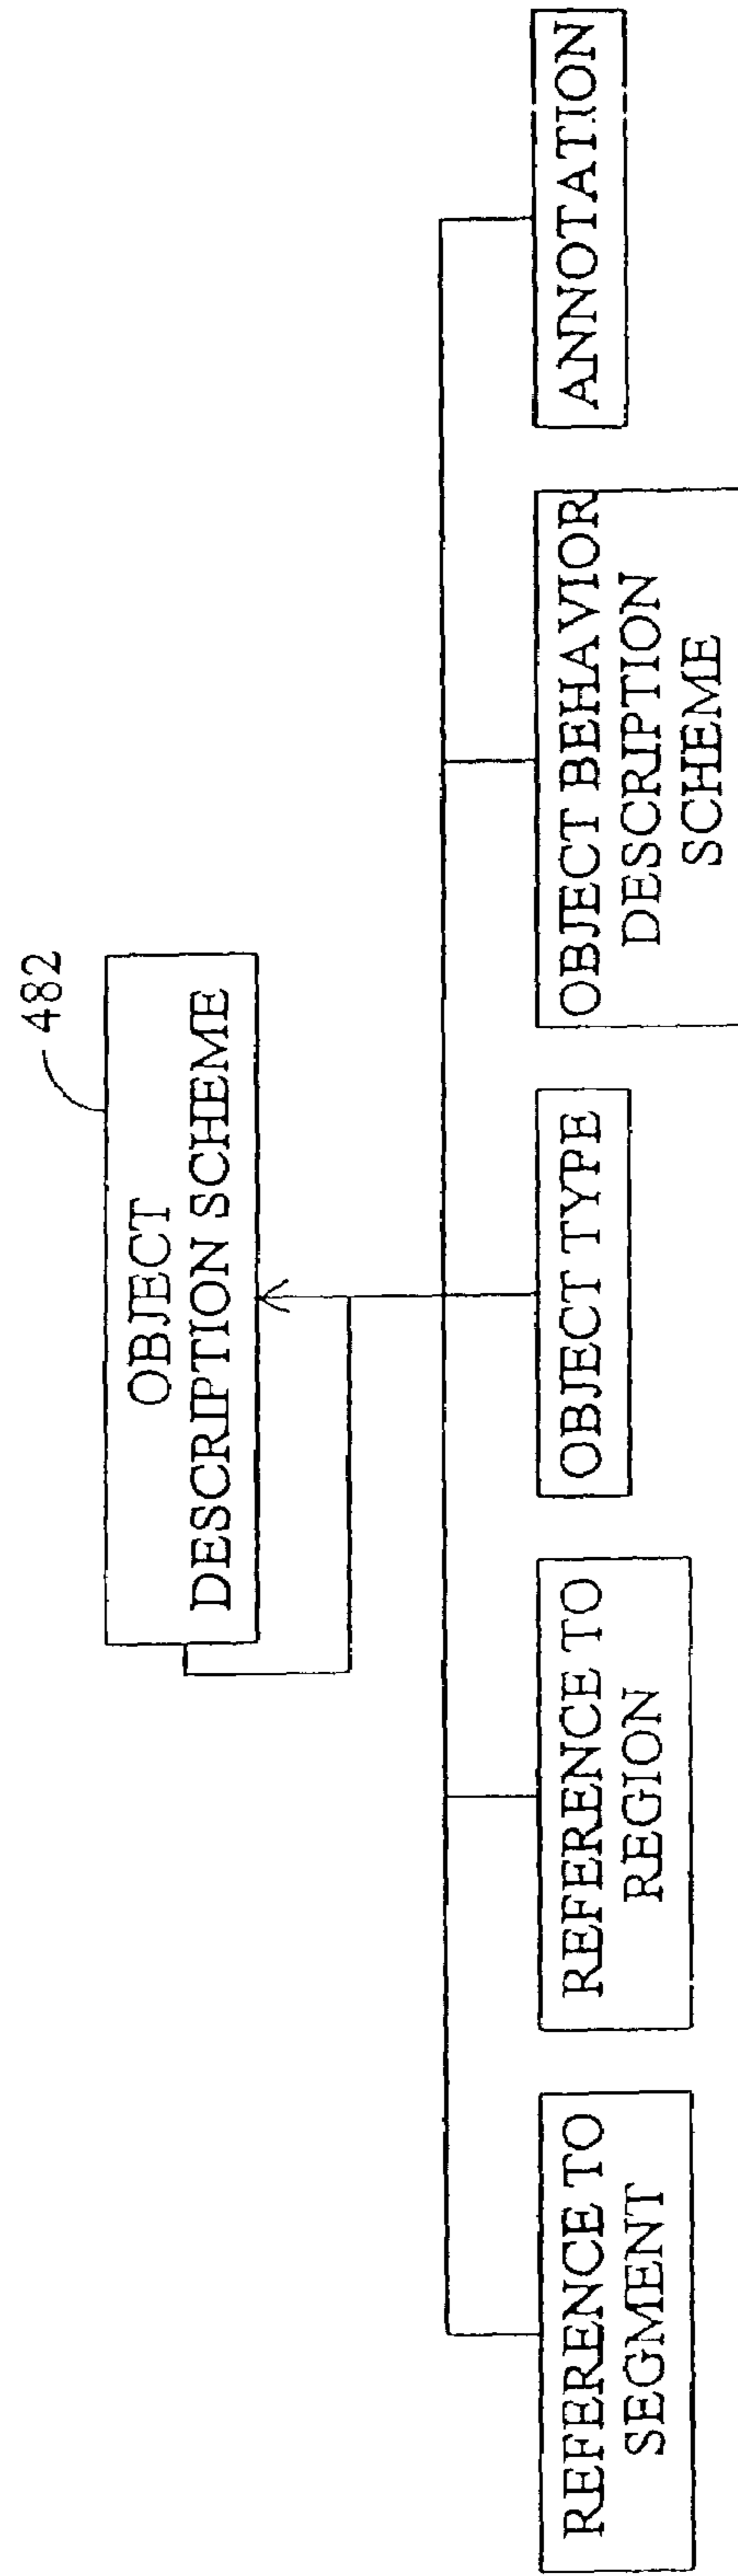 482
OBJECT
DESCRIPTION SCHEME
REFERENCE TO
SEGMENT
REFERENCE TO
REGION
OBJECT TYPE
OBJECT BEHAVIOR
DESCRIPTION
SCHEME
ANNOTATION